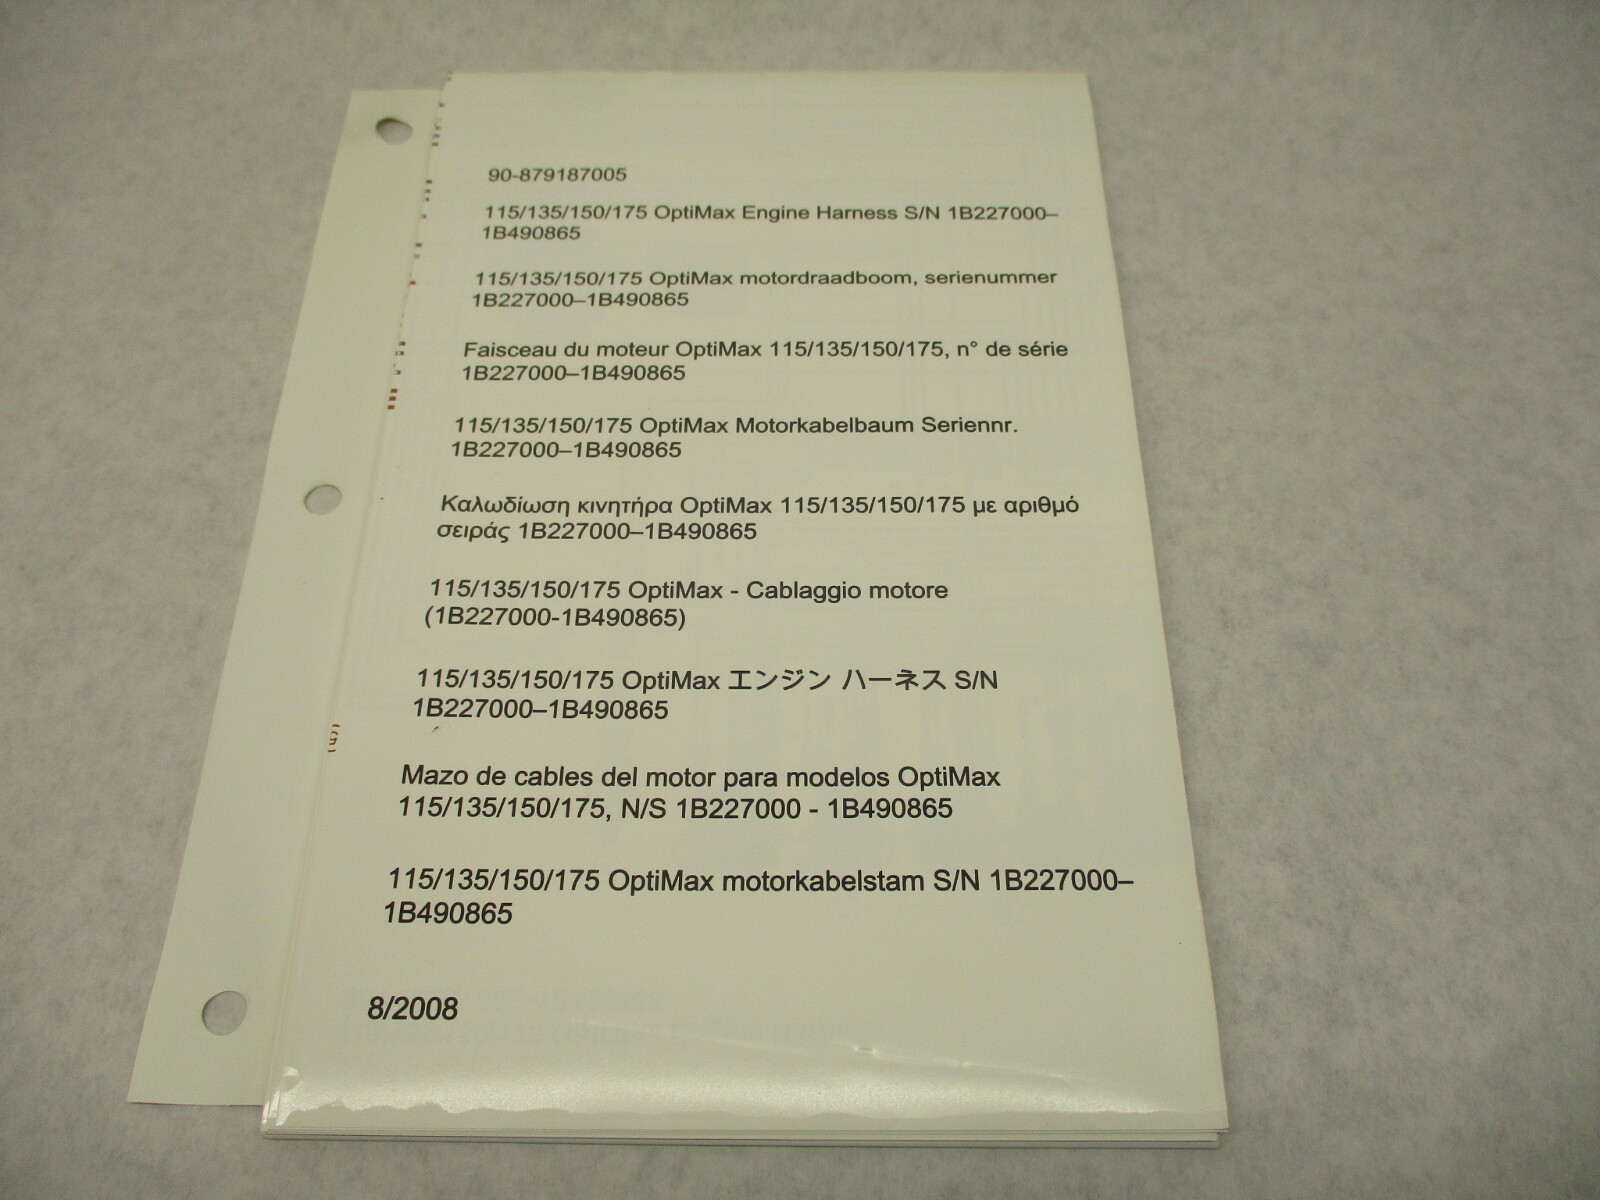 90-879187005
115/135/150/175 OptiMax Engine Harness S/N 1B227000–
1B490865
115/135/150/175 OptiMax motordraadboom, serienummer
1B227000–1B490865
Faisceau du moteur OptiMax 115/135/150/175, n° de série
1B227000–1B490865
115/135/150/175 OptiMax Motorkabelbaum Seriennr.
1B227000–1B490865
Καλωδίωση κινητήρα OptiMax 115/135/150/175 με αριθμό
σειράς 1B227000–1B490865
115/135/150/175 OptiMax - Cablaggio motore
(1B227000-1B490865)
115/135/150/175 OptiMax エンジン ハーネス S/N
1B227000–1B490865
Mazo de cables del motor para modelos OptiMax
115/135/150/175, N/S 1B227000 - 1B490865
115/135/150/175 OptiMax motorkabelstam S/N 1B227000–
1B490865
8/2008